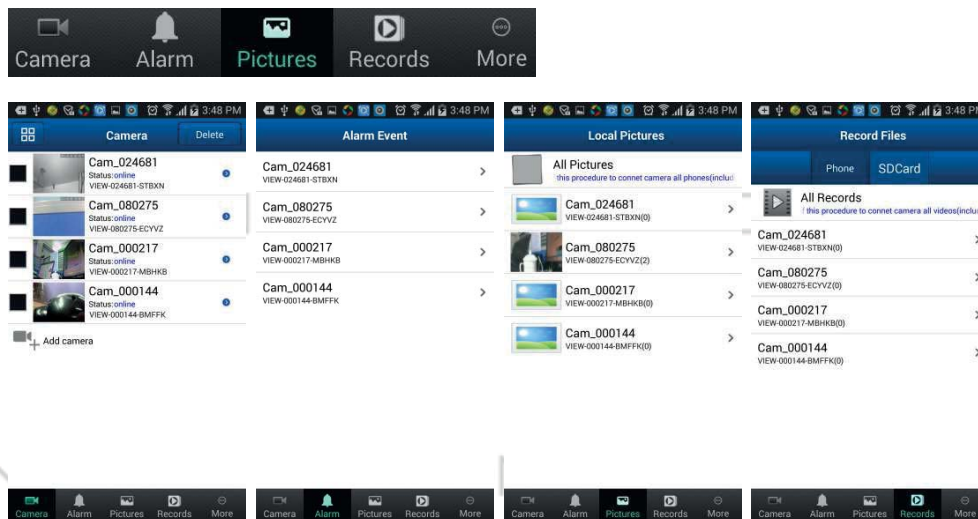 Camera Alarm Pictures Records More
3:48 PM
Camera Delete
Cam_024681
Status:online
VIEW-024681-STBXN
Cam_080275
Status:online
VIEW-080275-ECYVZ
Cam_000217
Status:online
VIEW-000217-MBHKB
Cam_000144
Status:online
VIEW-000144-BMFFK
Add camera
Camera Alarm Pictures Records More
3:48 PM
Alarm Event
Cam_024681
VIEW-024681-STBXN
Cam_080275
VIEW-080275-ECYVZ
Cam_000217
VIEW-000217-MBHKB
Cam_000144
VIEW-000144-BMFFK
Camera Alarm Pictures Records More
3:48 PM
Local Pictures
All Pictures
this procedure to connet camera all phones(includ
Cam_024681
VIEW-024681-STBXN(0)
Cam_080275
VIEW-080275-ECYVZ(2)
Cam_000217
VIEW-000217-MBHKB(0)
Cam_000144
VIEW-000144-BMFFK(0)
Camera Alarm Pictures Records More
3:48 PM
Record Files
Phone SDCard
All Records
this procedure to connet camera all videos(inclu
Cam_024681
VIEW-024681-STBXN(0)
Cam_080275
VIEW-080275-ECYVZ(0)
Cam_000217
VIEW-000217-MBHKB(0)
Cam_000144
VIEW-000144-BMFFK(0)
Camera Alarm Pictures Records More